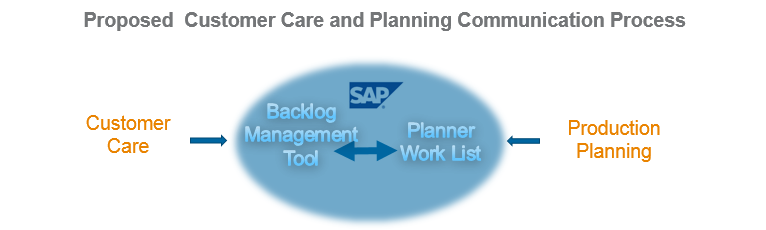 Proposed  Customer Care and Planning Communication Process
SAP®
Customer
Care
Backlog
Management
Tool
Planner
Work List
Production
Planning